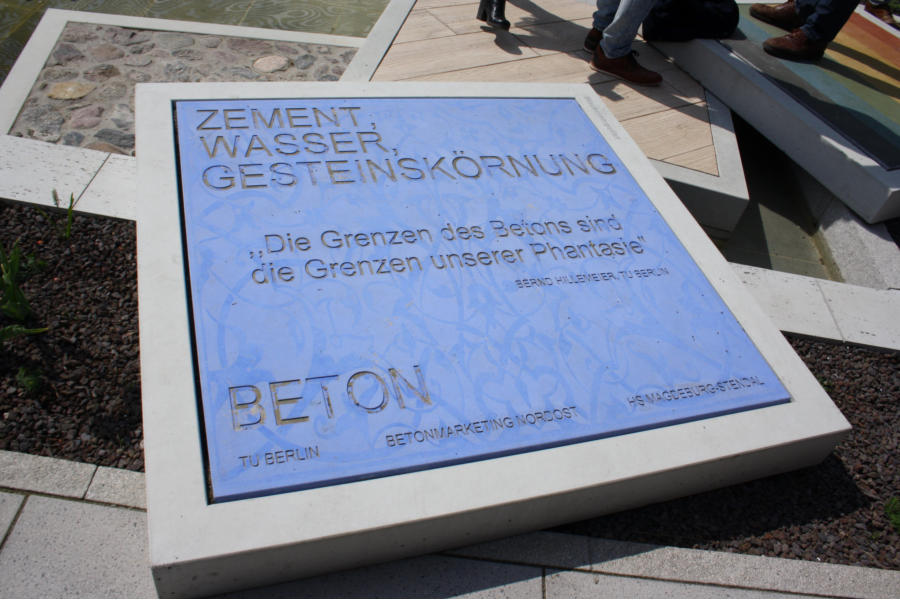 ZEMENT,
WASSER,
GESTEINSKÖRNUNG
„Die Grenzen des Betons sind
die Grenzen unserer Phantasie"
BERND HILLEMEIER, TU BERLIN
BETON
TU BERLIN
BETONMARKETING NORDOST
HS MAGDEBURG-STENDAL